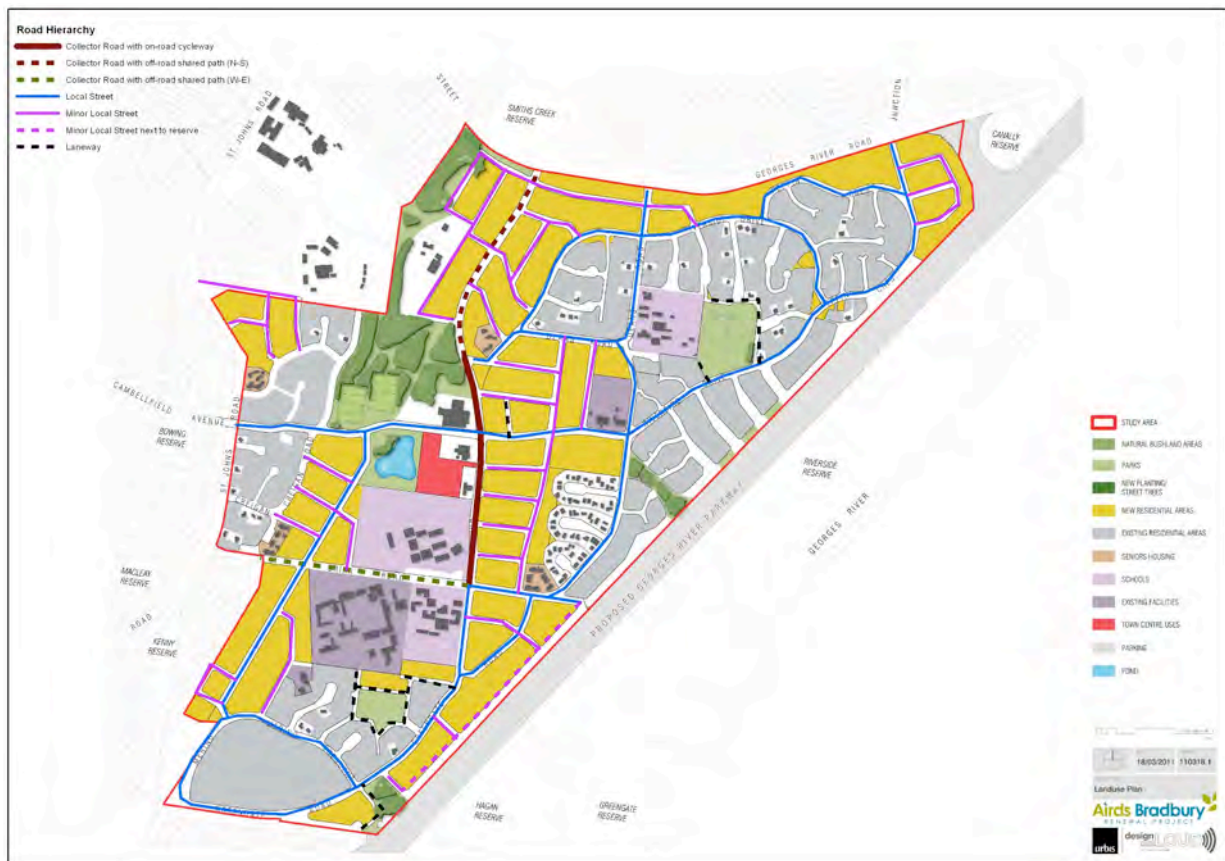 Road Hierarchy
Collector Road with on-road cycleway
Collector Road with off-road shared path (N-S)
Collector Road with off-road shared path (W-E)
Local Street
Minor Local Street
Minor Local Street next to reserve
Laneway
STREET
SMITHS CREEK
RESERVE
JUNCTION
CANALLY
RESERVE
ST JOHNS ROAD
GEORGES RIVER ROAD
CAMBELLFIELD
AVENUE
ROAD
BOWING
RESERVE
ST JOHNS
RIVERSIDE
RESERVE
GEORGES RIVER
PROPOSED GEORGES RIVER PARKWAY
MACLEAY
RESERVE
ROAD
KENNY
RESERVE
HAGAN
RESERVE
GREENGATE
RESERVE
STUDY AREA
NATURAL BUSHLAND AREAS
PARKS
NEW PLANTING/
STREET TREES
NEW RESIDENTIAL AREAS
EXISTING RESIDENTIAL AREAS
SENIORS HOUSING
SCHOOLS
EXISTING FACILITIES
TOWN CENTRE USES
PARKING
POND
18/03/2011 110318.1
Landuse Plan
Airds Bradbury
RENEWAL PROJECT
urbis
design